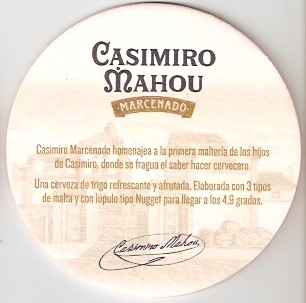 CASIMIRO
MAHOU
MARCENADO
Casimiro Marcenado homenajea a la primera maltería de los hijos
de Casimiro, donde se fragua el saber hacer cervecero.
Una cerveza de trigo refrescante y afrutada. Elaborada con 3 tipos
de malta y con lúpulo tipo Nugget para llegar a los 4,9 grados.
Casimiro Mahou